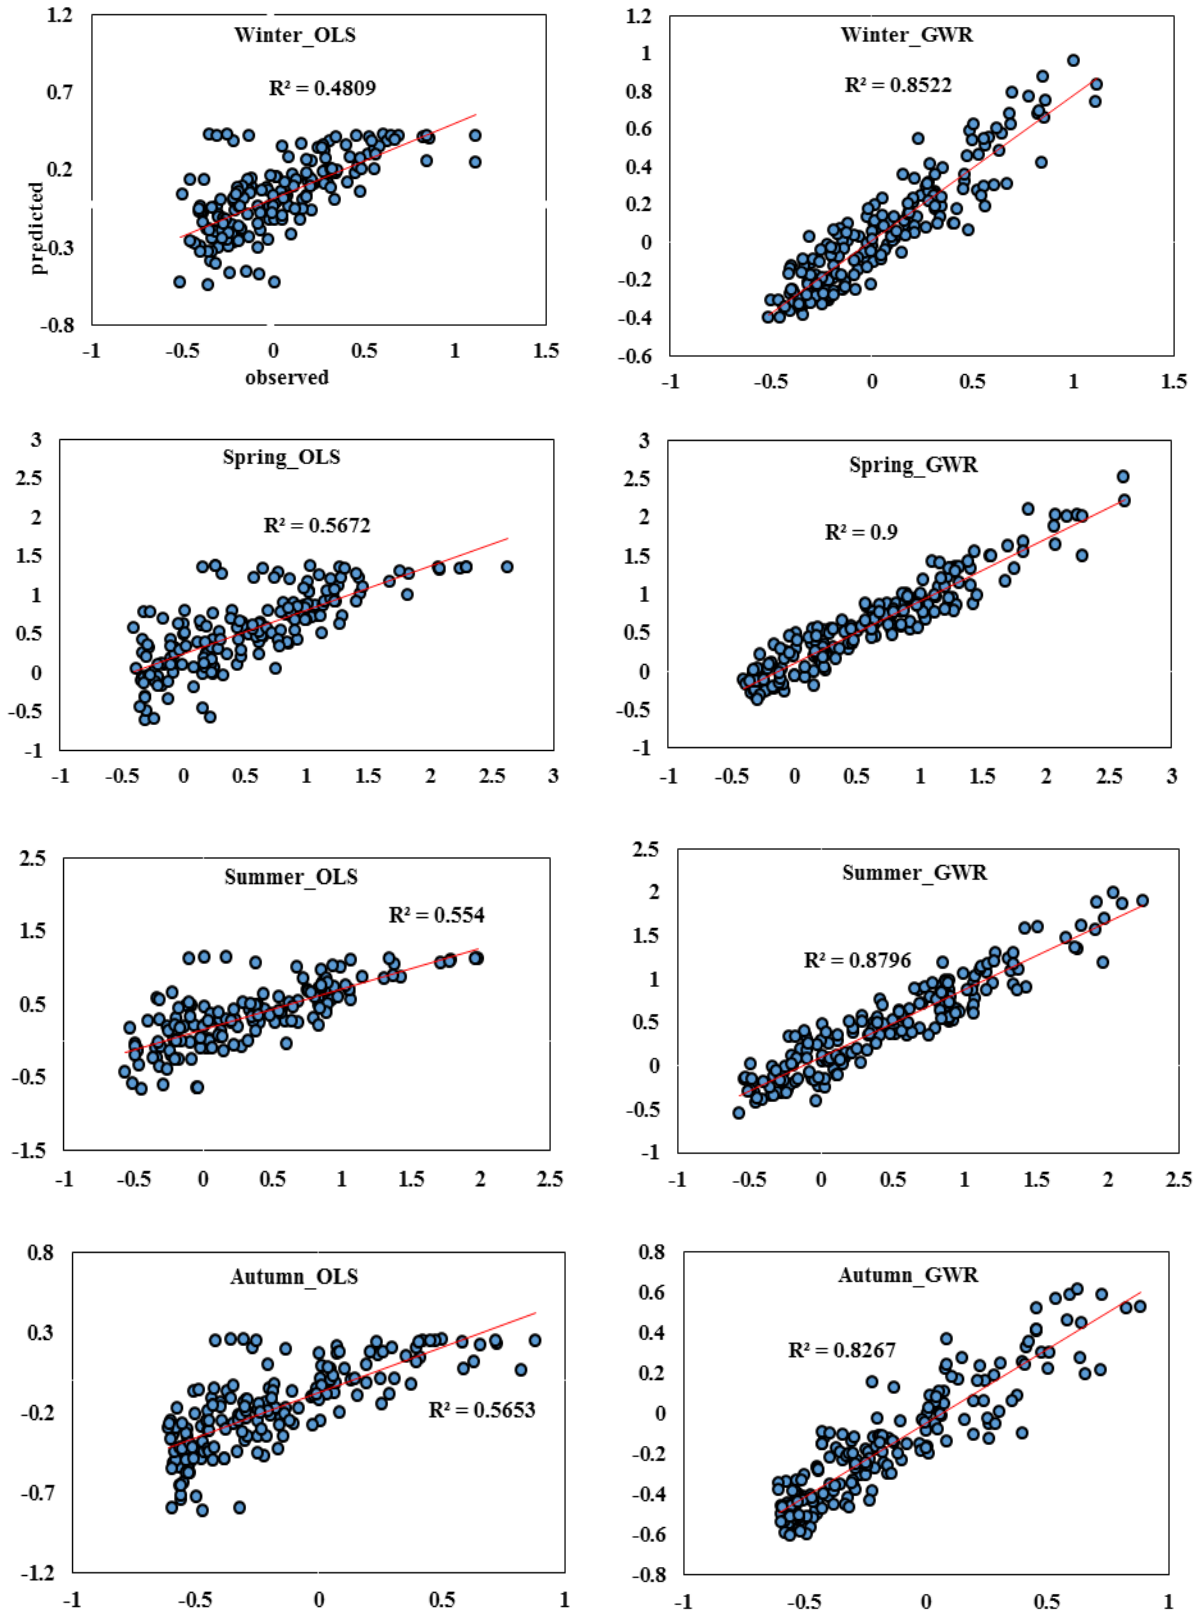 Winter_OLS
R² = 0.4809
1.2
0.7
0.2
-0.3
-0.8
predicted
-1 -0.5 0 0.5 1 1.5
observed
Winter_GWR
R² = 0.8522
1.2
1
0.8
0.6
0.4
0.2
0
-0.2
-0.4
-0.6
-1 -0.5 0 0.5 1 1.5
Spring_OLS
R² = 0.5672
3
2.5
2
1.5
1
0.5
0
-0.5
-1
-1 -0.5 0 0.5 1 1.5 2 2.5 3
Spring_GWR
R² = 0.9
3
2.5
2
1.5
1
0.5
0
-0.5
-1
-1 -0.5 0 0.5 1 1.5 2 2.5 3
Summer_OLS
R² = 0.554
2.5
1.5
0.5
-0.5
-1.5
-1 -0.5 0 0.5 1 1.5 2 2.5
Summer_GWR
R² = 0.8796
2.5
2
1.5
1
0.5
0
-0.5
-1
-1 -0.5 0 0.5 1 1.5 2 2.5
Autumn_OLS
R² = 0.5653
0.8
0.3
-0.2
-0.7
-1.2
-1 -0.5 0 0.5 1
Autumn_GWR
R² = 0.8267
0.8
0.6
0.4
0.2
0
-0.2
-0.4
-0.6
-0.8
-1 -0.5 0 0.5 1